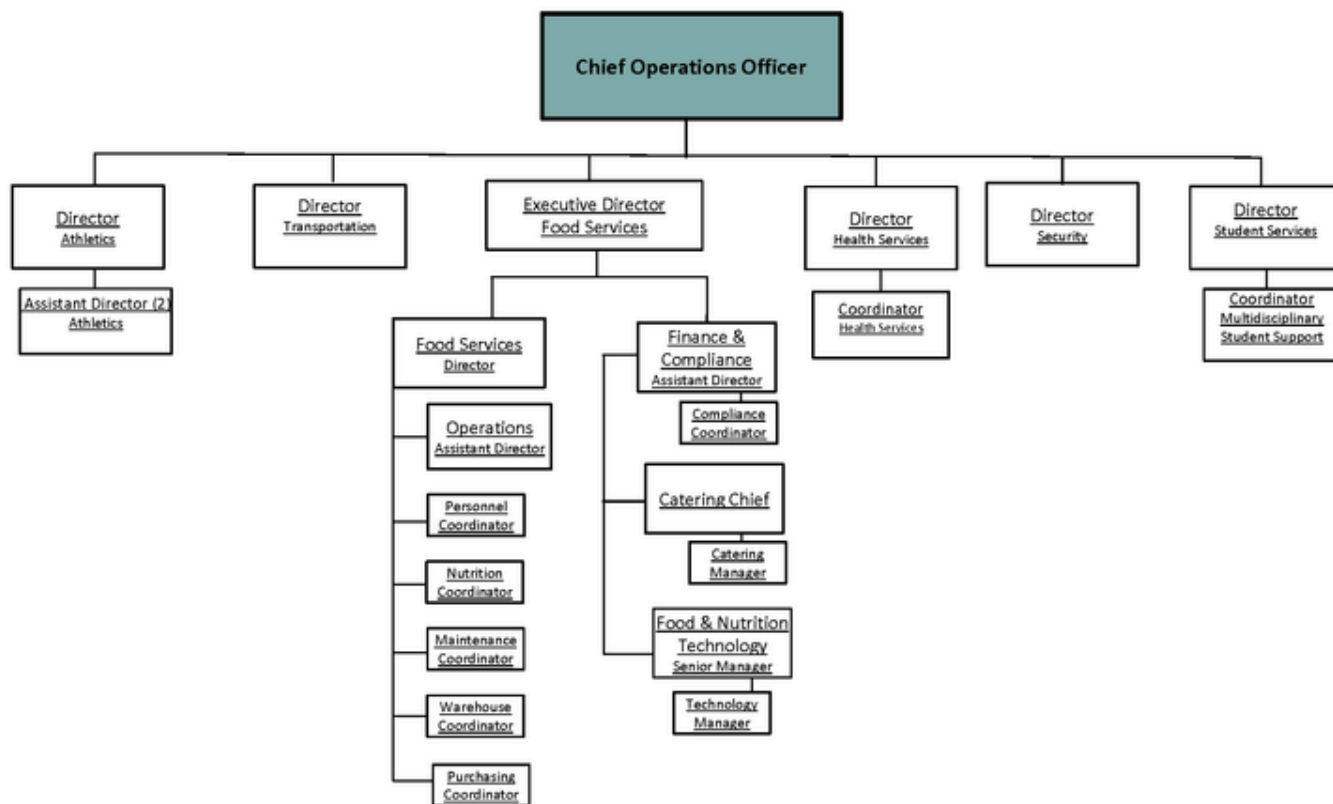 Chief Operations Officer
Director
Athletics
Director
Transportation
Executive Director
Food Services
Director
Health Services
Director
Security
Director
Student Services
Assistant Director (2)
Athletics
Coordinator
Health Services
Coordinator
Multidisciplinary
Student Support
Food Services
Director
Operations
Assistant Director
Personnel
Coordinator
Nutrition
Coordinator
Maintenance
Coordinator
Warehouse
Coordinator
Purchasing
Coordinator
Finance &
Compliance
Assistant Director
Compliance
Coordinator
Catering Chief
Catering
Manager
Food & Nutrition
Technology
Senior Manager
Technology
Manager